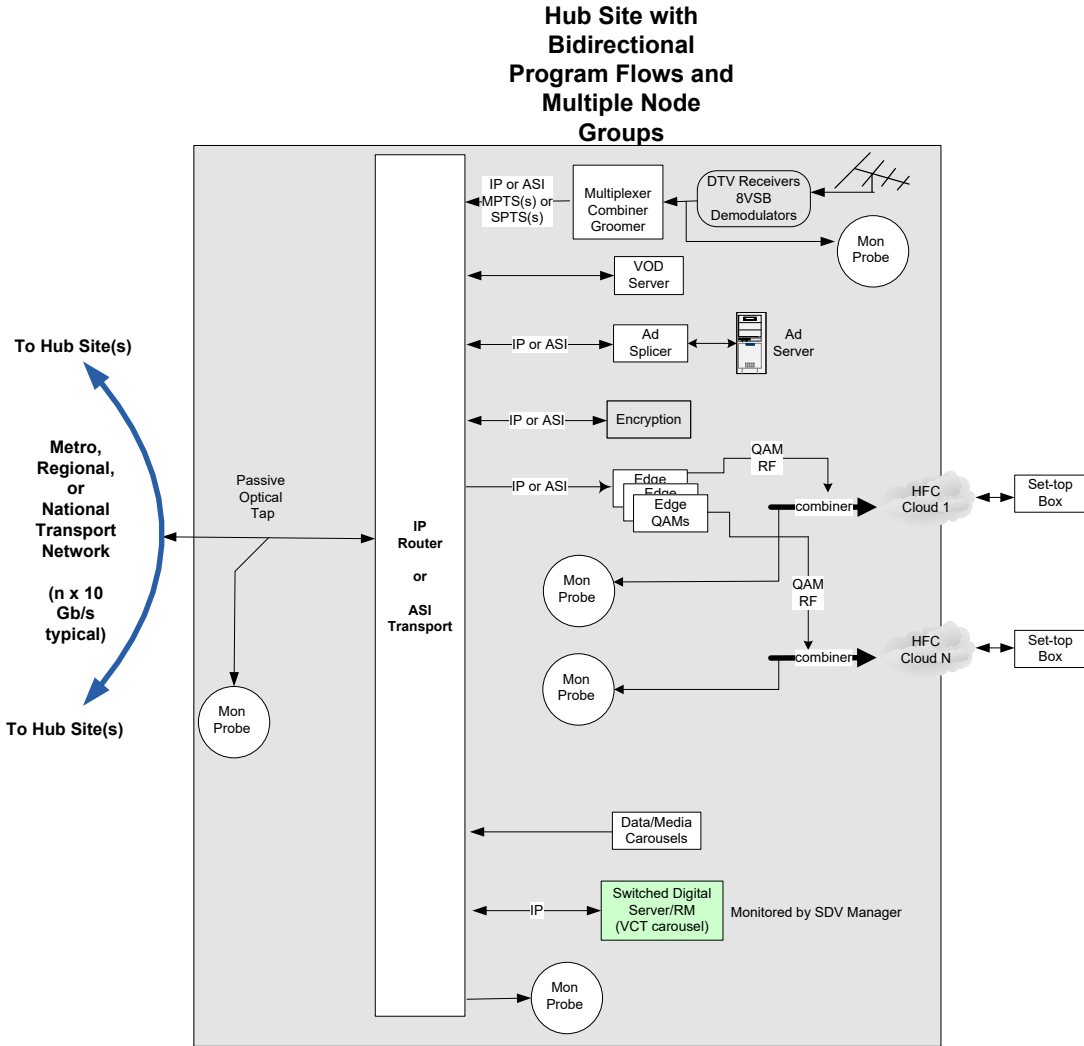 Hub Site with
Bidirectional
Program Flows and
Multiple Node
Groups
IP or ASI
MPTS(s) or
SPTS(s)
Multiplexer
Combiner
Groomer
DTV Receivers
8VSB
Demodulators
Mon
Probe
VOD
Server
To Hub Site(s)
IP or ASI
Ad
Splicer
Ad
Server
IP or ASI
Encryption
Metro,
Regional,
or
National
Transport
Network
(n x 10
Gb/s
typical)
Passive
Optical
Tap
IP or ASI
Edge
Edge
Edge
QAMs
QAM
RF
combiner
HFC
Cloud 1
Set-top
Box
IP
Router
or
ASI
Transport
Mon
Probe
QAM
RF
combiner
HFC
Cloud N
Set-top
Box
Mon
Probe
Mon
Probe
To Hub Site(s)
Data/Media
Carousels
IP
Switched Digital
Server/RM
(VCT carousel)
Monitored by SDV Manager
Mon
Probe